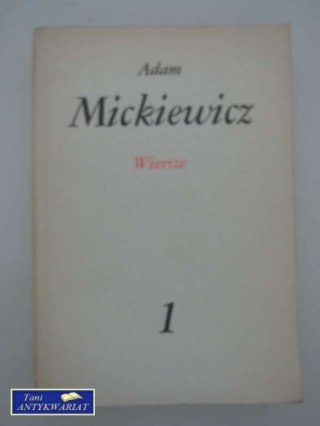 Adam
Mickiewicz
Wiersze
1
Tani
ANTYKWARIAT